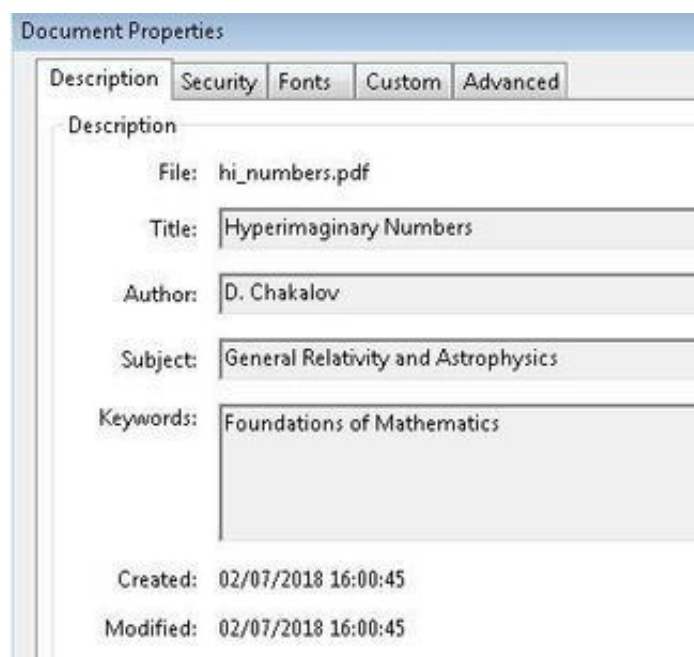 Document Properties
Description Security Fonts Custom Advanced
Description
File: hi_numbers.pdf
Title: Hyperimaginary Numbers
Author: D. Chakalov
Subject: General Relativity and Astrophysics
Keywords: Foundations of Mathematics
Created: 02/07/2018 16:00:45
Modified: 02/07/2018 16:00:45